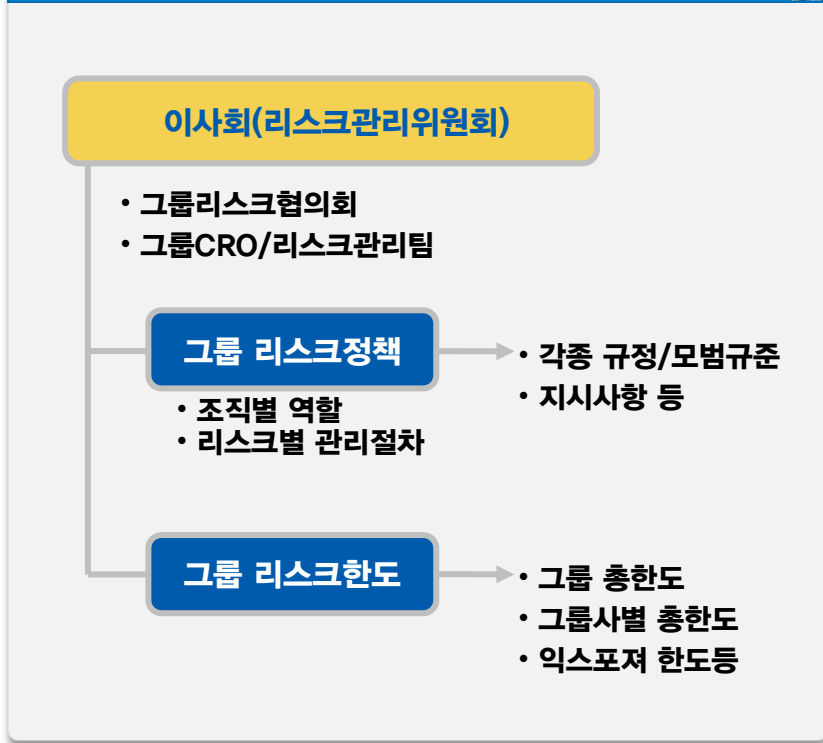 이사회(리스크관리위원회)
• 그룹리스크협의회
• 그룹CRO/리스크관리팀
그룹 리스크정책
• 각종 규정/모범규준
• 지시사항 등
• 조직별 역할
• 리스크별 관리절차
그룹 리스크한도
• 그룹 총한도
• 그룹사별 총한도
• 익스포져 한도등